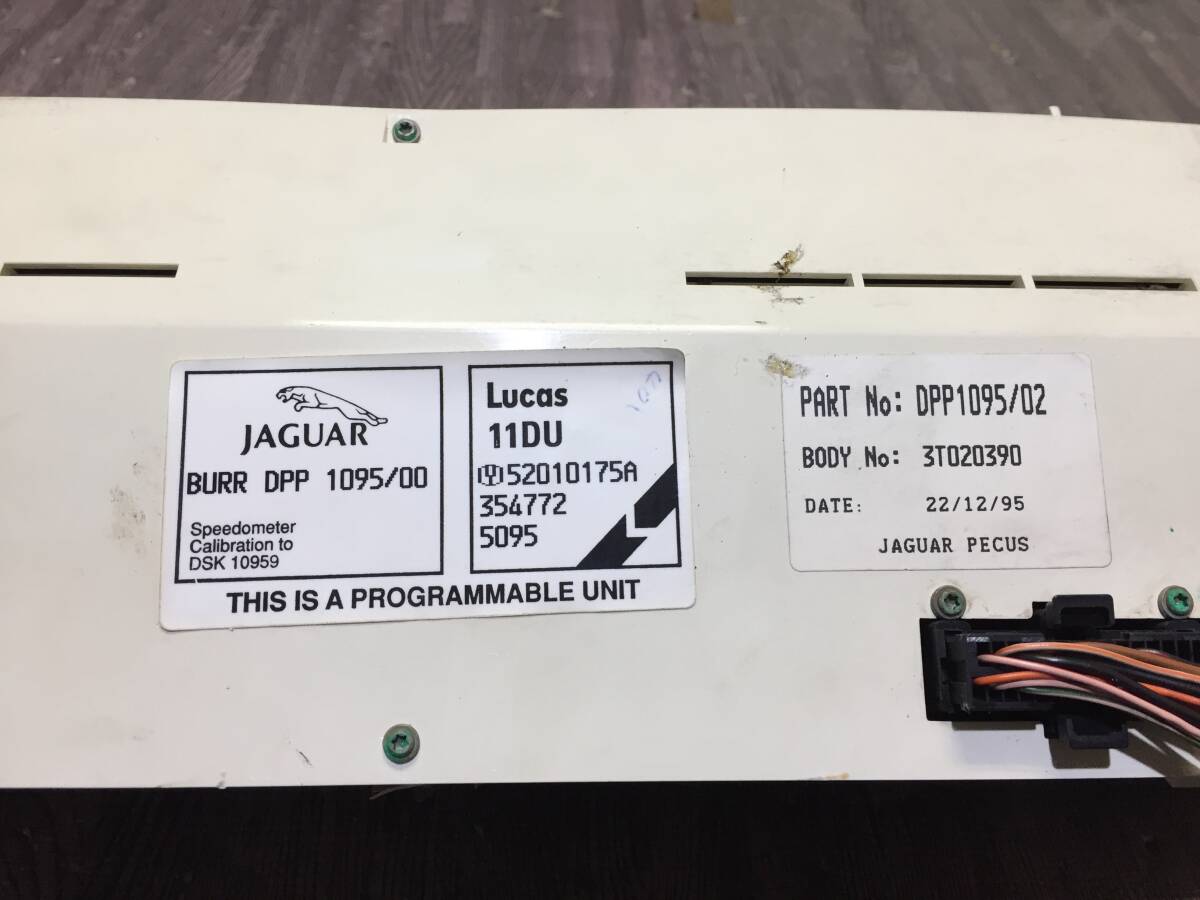 JAGUAR
BURR DPP 1095/00
Speedometer
Calibration to
DSK 10959
Lucas
11DU
52010175A
354772
5095
THIS IS A PROGRAMMABLE UNIT
PART No: DPP1095/02
BODY No: 3T020390
DATE: 22/12/95
JAGUAR PECUS